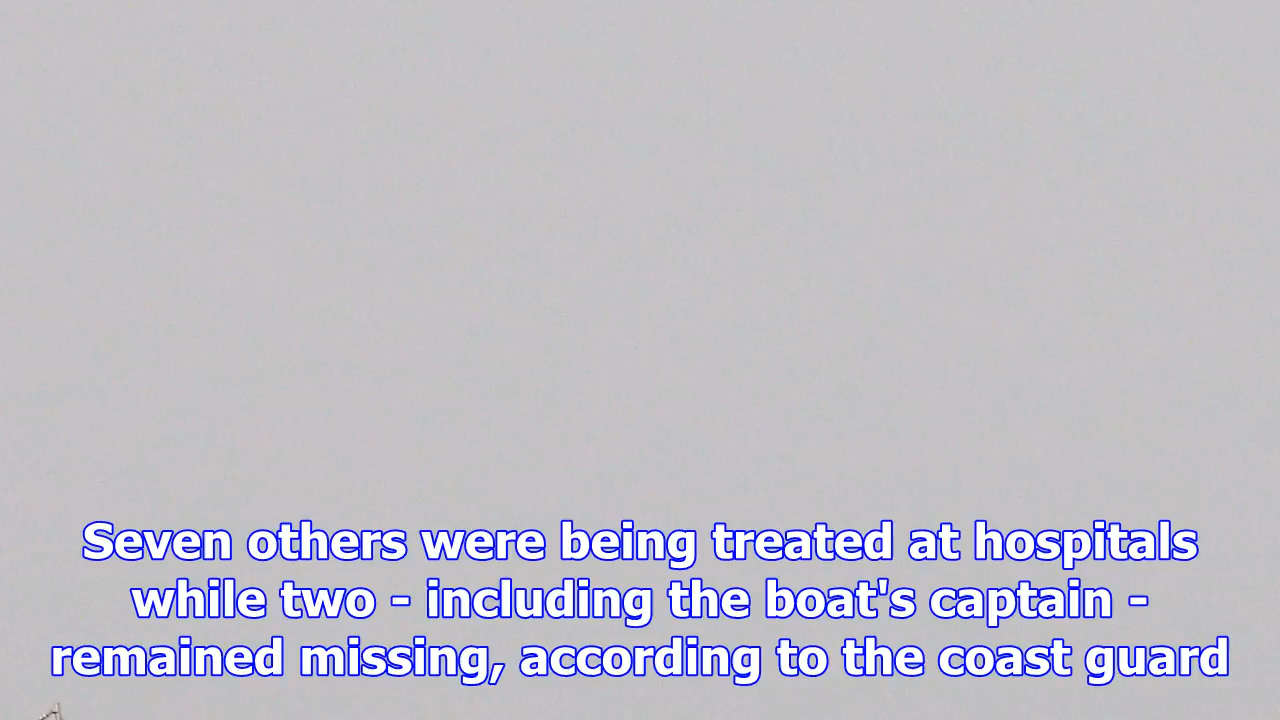 Seven others were being treated at hospitals
while two - including the boat's captain -
remained missing, according to the coast guard